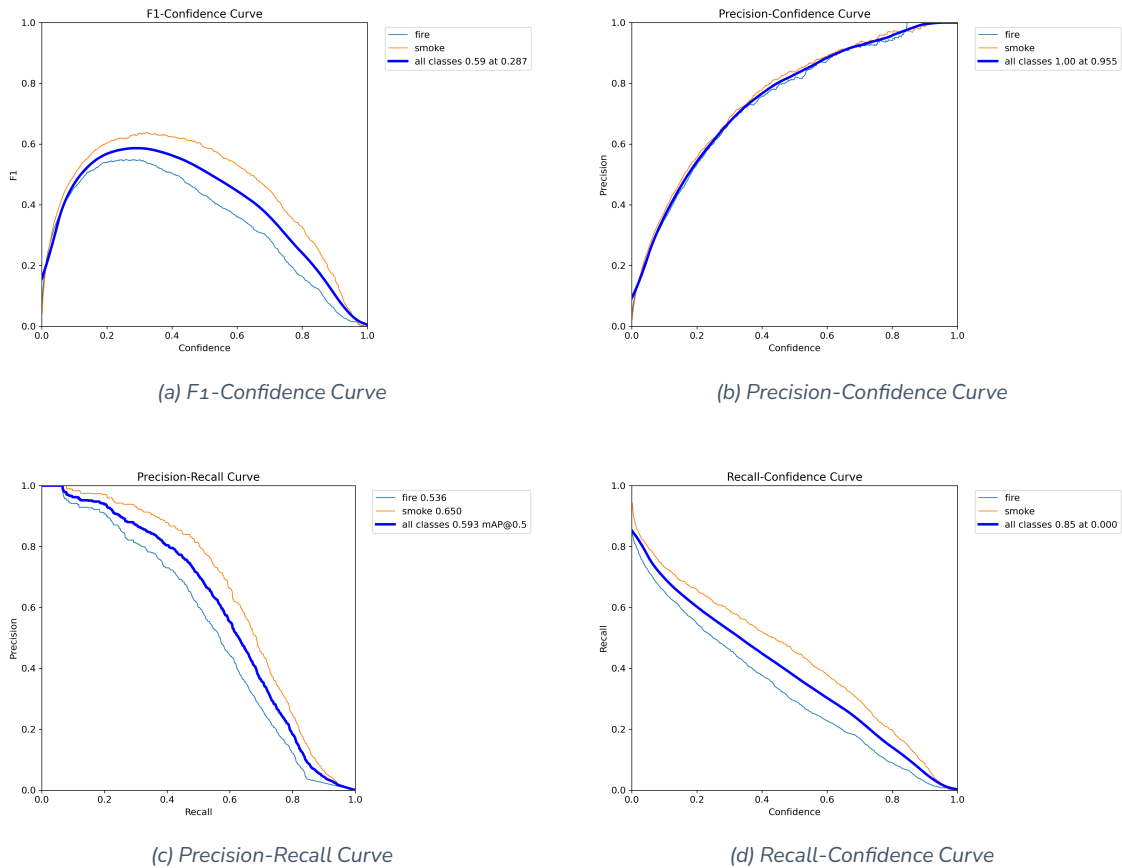 F1-Confidence Curve
fire
smoke
all classes 0.59 at 0.287
F1
1.0
0.8
0.6
0.4
0.2
0.0
0.0 0.2 0.4 0.6 0.8 1.0
Confidence
(a) F1-Confidence Curve
Precision-Confidence Curve
fire
smoke
all classes 1.00 at 0.955
Precision
1.0
0.8
0.6
0.4
0.2
0.0
0.0 0.2 0.4 0.6 0.8 1.0
Confidence
(b) Precision-Confidence Curve
Precision-Recall Curve
fire 0.536
smoke 0.650
all classes 0.593 mAP@0.5
Precision
1.0
0.8
0.6
0.4
0.2
0.0
0.0 0.2 0.4 0.6 0.8 1.0
Recall
(c) Precision-Recall Curve
Recall-Confidence Curve
fire
smoke
all classes 0.85 at 0.000
Recall
1.0
0.8
0.6
0.4
0.2
0.0
0.0 0.2 0.4 0.6 0.8 1.0
Confidence
(d) Recall-Confidence Curve